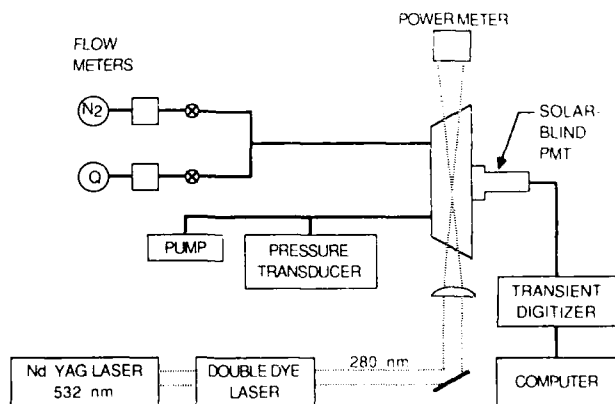 POWER METER
FLOW
METERS
N2
SOLAR-
BLIND
PMT
Q
PUMP
PRESSURE
TRANSDUCER
TRANSIENT
DIGITIZER
280 nm
Nd YAG LASER
532 nm
DOUBLE DYE
LASER
COMPUTER